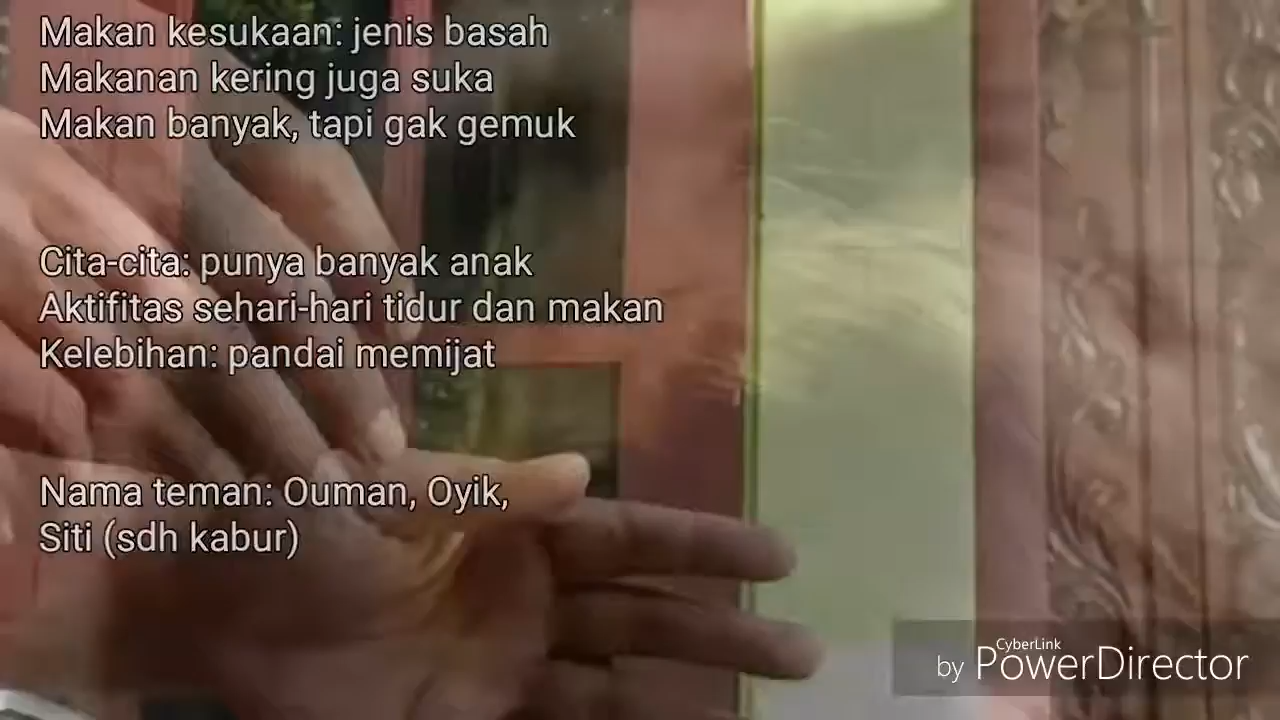 Makan kesukaan: jenis basah
Makanan kering juga suka
Makan banyak, tapi gak gemuk
Cita-cita: punya banyak anak
Aktifitas sehari-hari tidur dan makan
Kelebihan: pandai memijat
Nama teman: Ouman, Oyik,
Siti (sdh kabur)
CyberLink
by PowerDirector